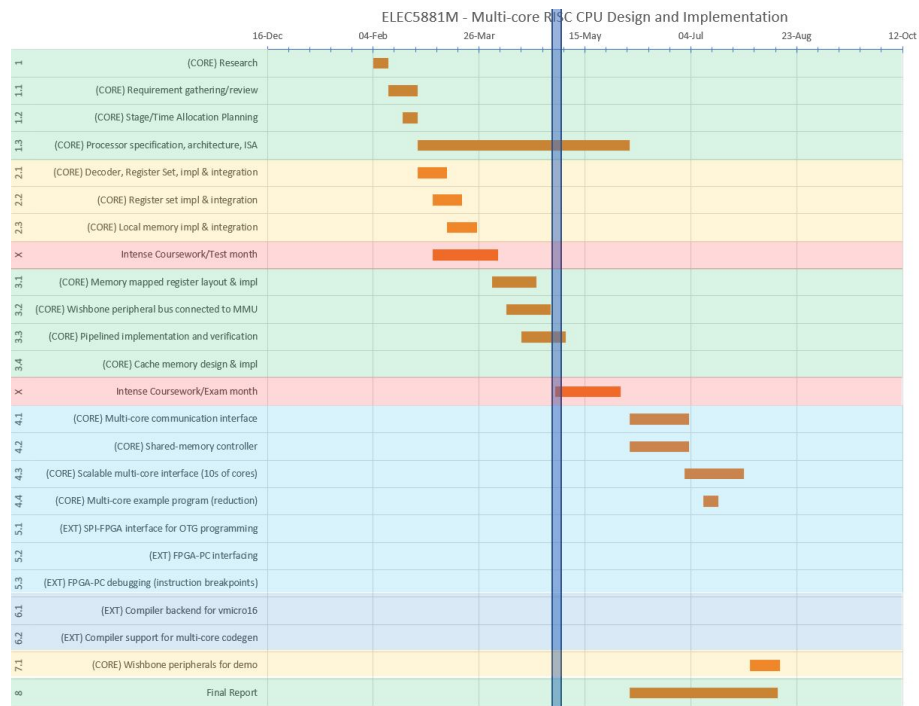 ELEC5881M - Multi-core RISC CPU Design and Implementation
16-Dec 04-Feb 26-Mar 15-May 04-Jul 23-Aug 12-Oct
1 (CORE) Research
1.1 (CORE) Requirement gathering/review
1.2 (CORE) Stage/Time Allocation Planning
1.3 (CORE) Processor specification, architecture, ISA
2.1 (CORE) Decoder, Register Set, impl & integration
2.2 (CORE) Register set impl & integration
2.3 (CORE) Local memory impl & integration
X Intense Coursework/Test month
3.1 (CORE) Memory mapped register layout & impl
3.2 (CORE) Wishbone peripheral bus connected to MMU
3.3 (CORE) Pipelined implementation and verification
3.4 (CORE) Cache memory design & impl
X Intense Coursework/Exam month
4.1 (CORE) Multi-core communication interface
4.2 (CORE) Shared-memory controller
4.3 (CORE) Scalable multi-core interface (10s of cores)
4.4 (CORE) Multi-core example program (reduction)
5.1 (EXT) SPI-FPGA interface for OTG programming
5.2 (EXT) FPGA-PC interfacing
5.3 (EXT) FPGA-PC debugging (instruction breakpoints)
6.1 (EXT) Compiler backend for vmicro16
6.2 (EXT) Compiler support for multi-core codegen
7.1 (CORE) Wishbone peripherals for demo
8 Final Report